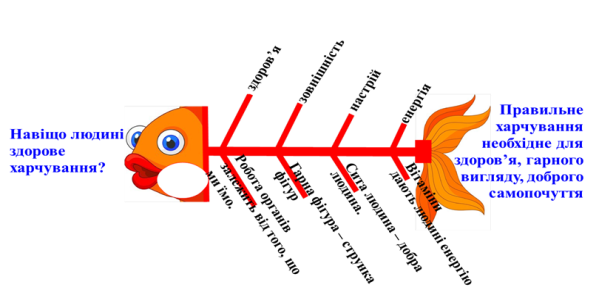 Навіщо людині
здорове
харчування?
здоров’я
зовнішність
настрій
енергія
Робота органів
залежить від того, що
ми їмо.
Гарна фігура – струнка
фігур
Сита людина – добра
людина.
Вітаміни
дають людині енергію
Правильне
харчування
необхідне для
здоров’я, гарного
вигляду, доброго
самопочуття